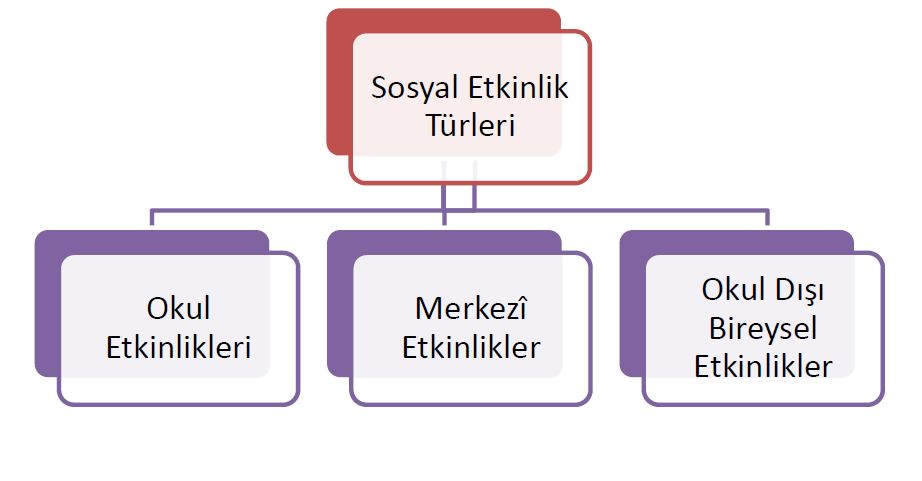 Sosyal Etkinlik
Türleri
Okul
Etkinlikleri
Merkezî
Etkinlikler
Okul Dışı
Bireysel
Etkinlikler